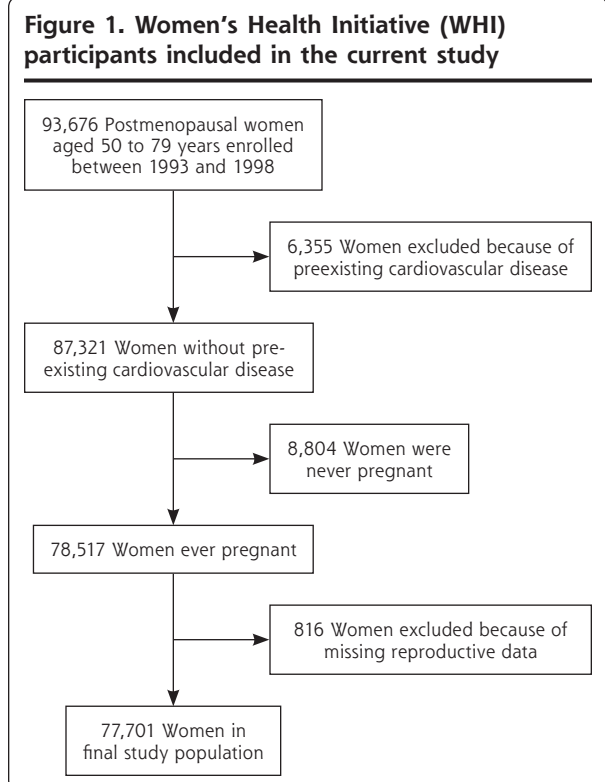 Figure 1. Women's Health Initiative (WHI)
participants included in the current study
93,676 Postmenopausal women
aged 50 to 79 years enrolled
between 1993 and 1998
6,355 Women excluded because of
preexisting cardiovascular disease
87,321 Women without pre-
existing cardiovascular disease
8,804 Women were
never pregnant
78,517 Women ever pregnant
816 Women excluded because of
missing reproductive data
77,701 Women in
final study population